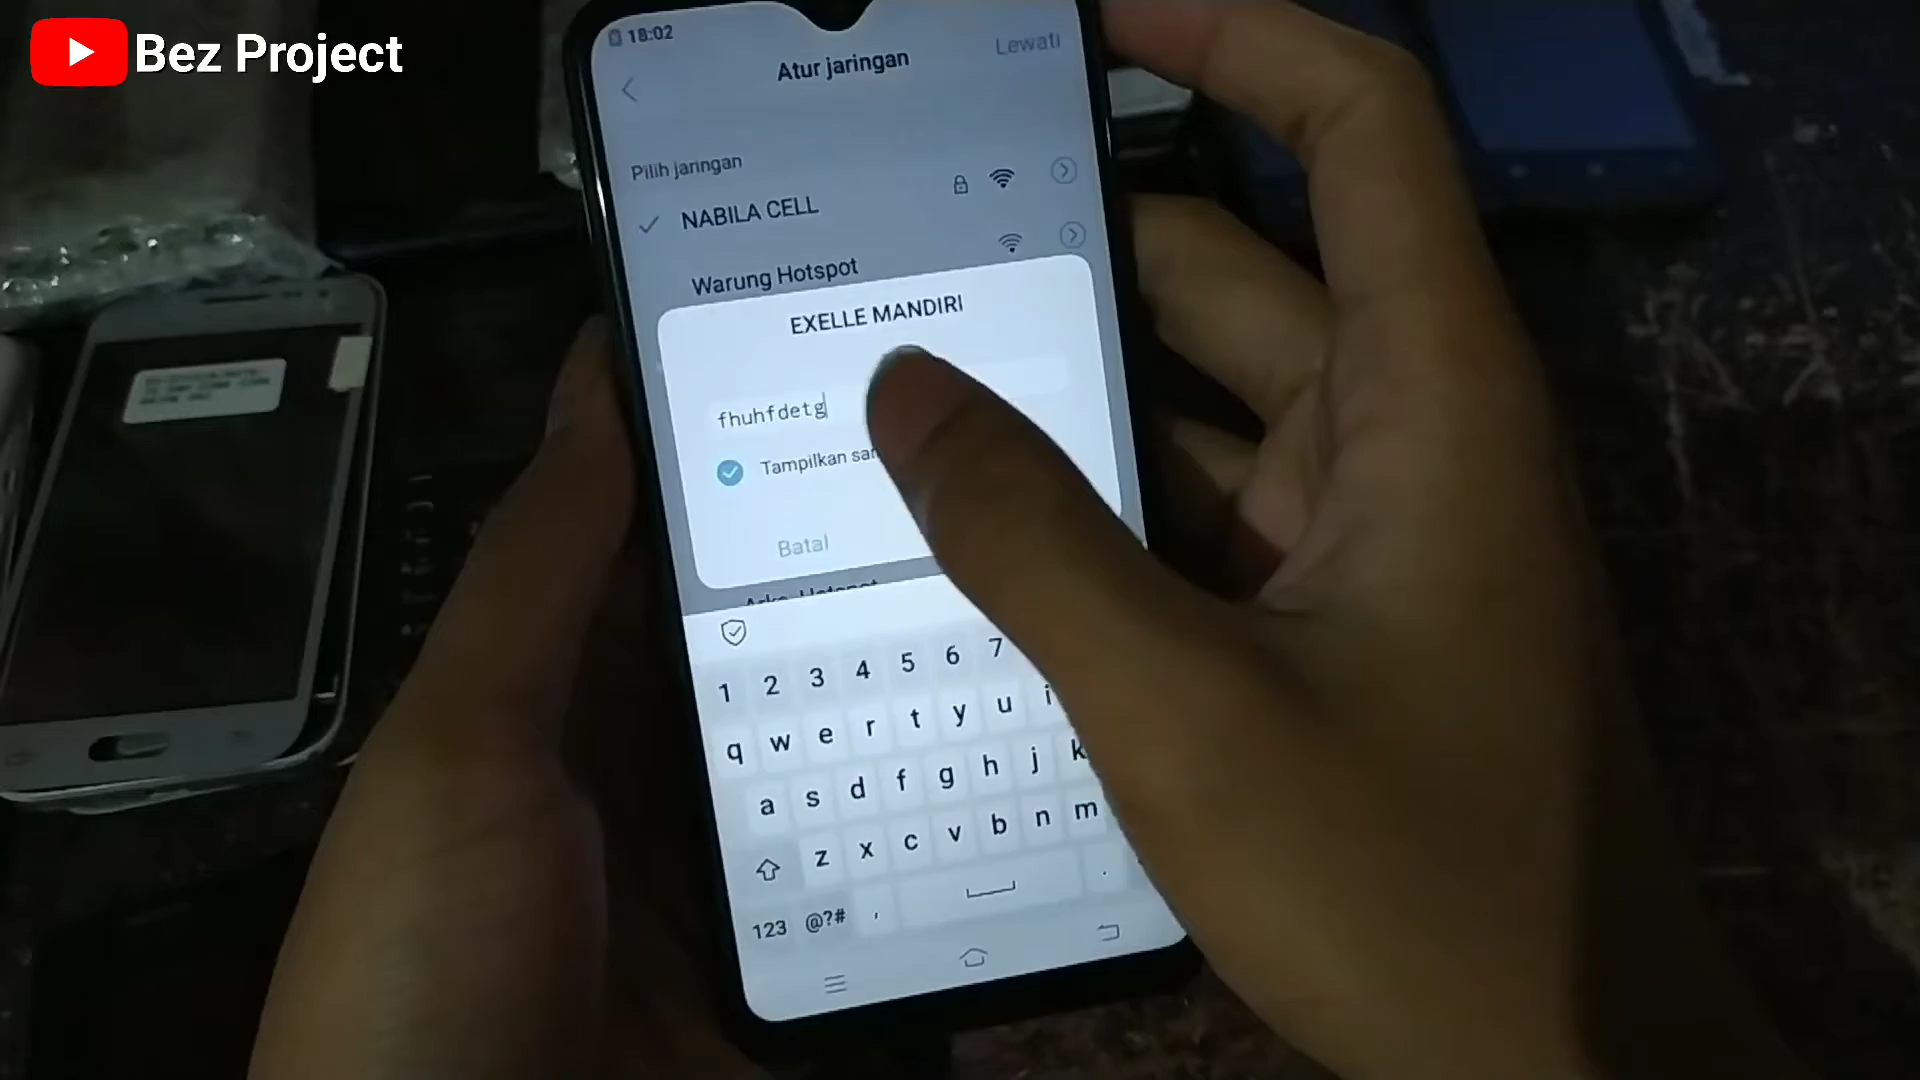 Bez Project
18:02
Atur jaringan
Lewati
Pilih jaringan
NABILA CELL
Warung Hotspot
EXELLE MANDIRI
fhuhfdetg
Tampilkan
Batal
1 2 3 4 5 6 7
q w e r t y u i
a s d f g h j k
z x c v b n m
123 @?# , .